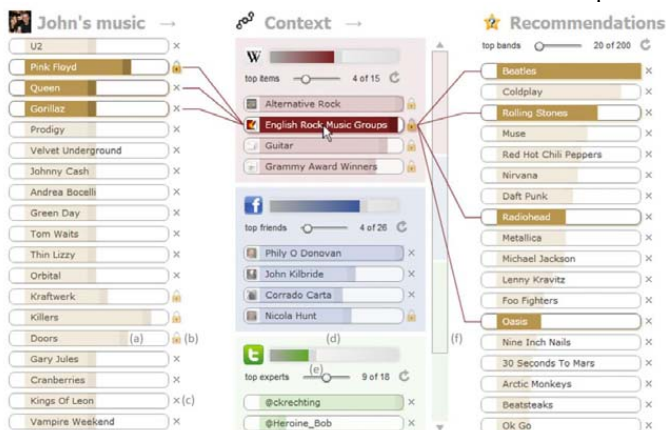 John's music →
U2 ×
Pink Floyd
Queen ×
Gorillaz ×
Prodigy ×
Velvet Underground ×
Johnny Cash ×
Andrea Bocelli ×
Green Day ×
Tom Waits ×
Thin Lizzy ×
Orbital ×
Kraftwerk
Killers
Doors (a) (b)
Gary Jules ×
Cranberries ×
Kings Of Leon × (c)
Vampire Weekend ×
Context →
W
top items 4 of 15
Alternative Rock
English Rock Music Groups
Guitar
Grammy Award Winners
f
top friends 4 of 26
Phily O Donovan ×
John Kilbride ×
Corrado Carta ×
Nicola Hunt
(d)
t
(e)
top experts 9 of 18
@ckrechting ×
@Heroine_Bob ×
(f)
Recommendations
top bands 20 of 200
Beatles
Coldplay
Rolling Stones
Muse
Red Hot Chili Peppers
Nirvana
Daft Punk
Radiohead
Metallica
Michael Jackson
Lenny Kravitz
Foo Fighters
Oasis
Nine Inch Nails
30 Seconds To Mars
Arctic Monkeys
Beatsteaks
Ok Go